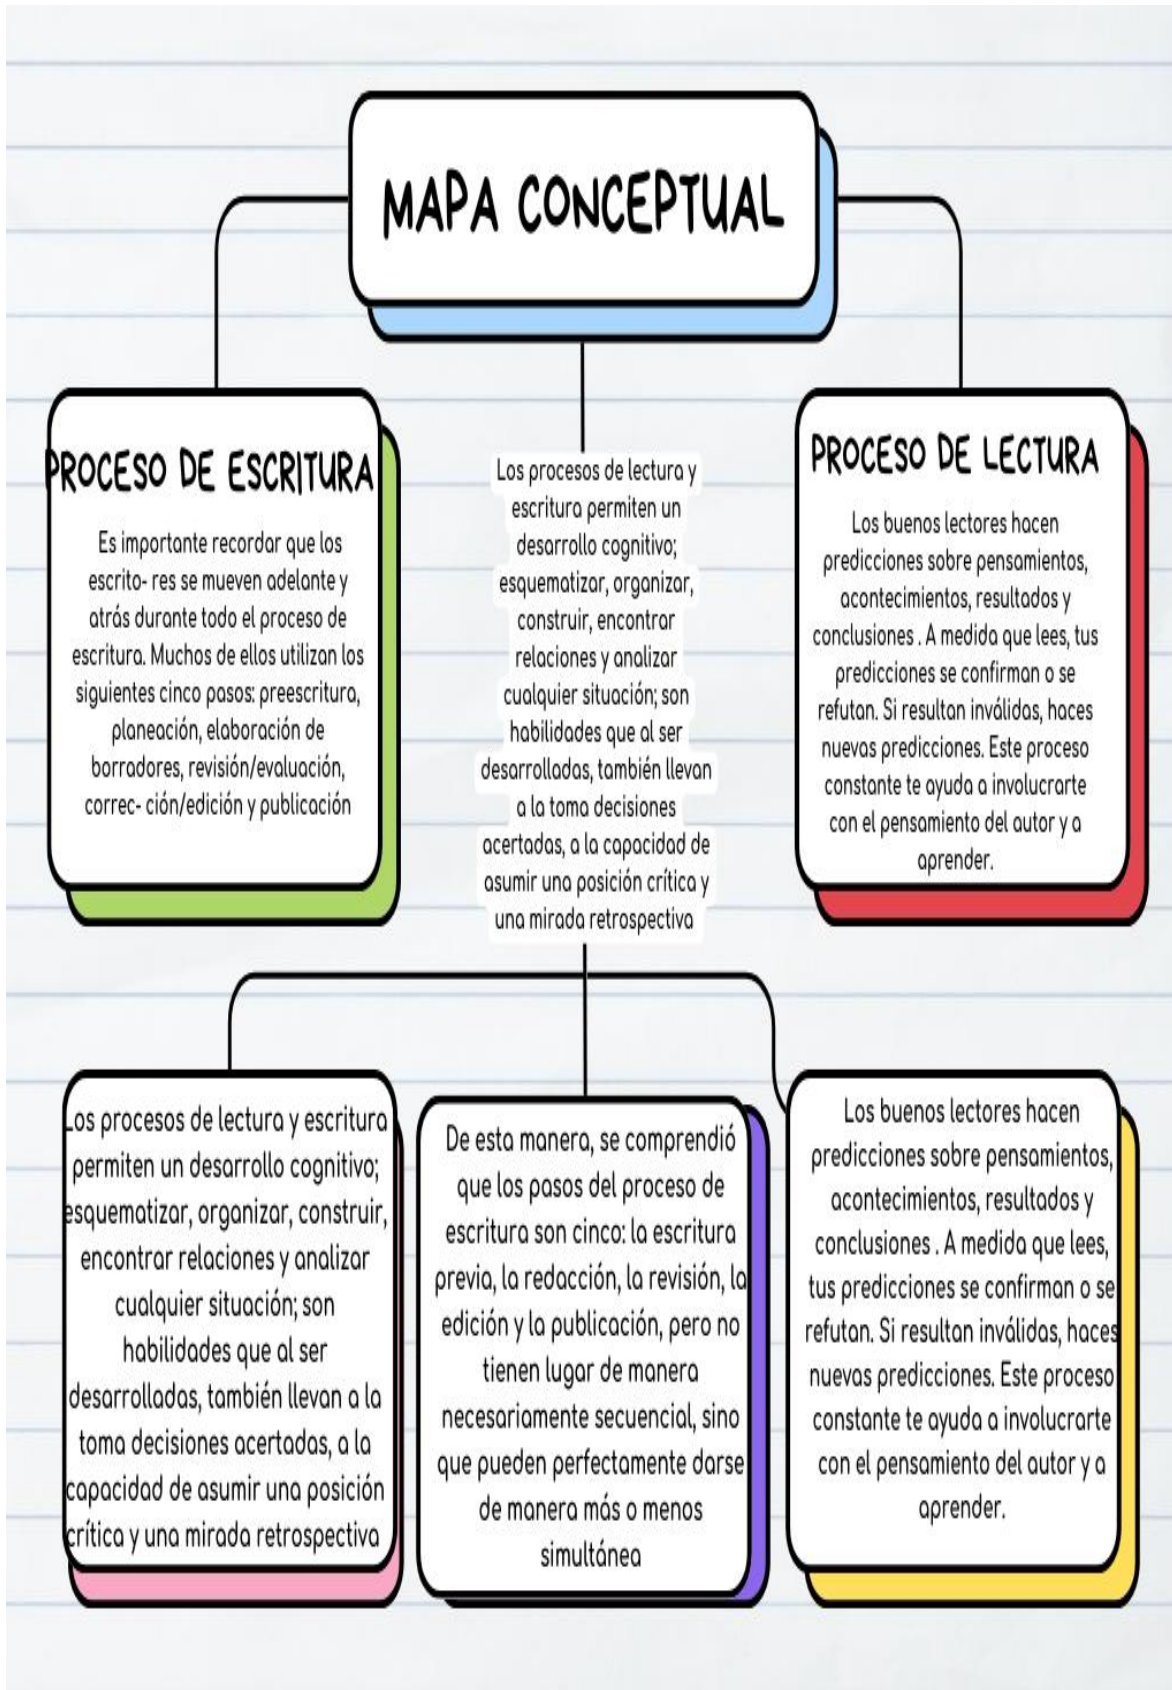 MAPA CONCEPTUAL
PROCESO DE ESCRITURA
Es importante recordar que los
escrito- res se mueven adelante y
atrás durante todo el proceso de
escritura. Muchos de ellos utilizan los
siguientes cinco pasos: preescritura,
planeación, elaboración de
borradores, revisión/evaluación,
correc- ción/edición y publicación
Los procesos de lectura y
escritura permiten un
desarrollo cognitivo;
esquematizar, organizar,
construir, encontrar
relaciones y analizar
cualquier situación; son
habilidades que al ser
desarrolladas, también llevan
a la toma decisiones
acertadas, a la capacidad de
asumir una posición crítica y
una mirada retrospectiva
PROCESO DE LECTURA
Los buenos lectores hacen
predicciones sobre pensamientos,
acontecimientos, resultados y
conclusiones . A medida que lees, tus
predicciones se confirman o se
refutan. Si resultan inválidas, haces
nuevas predicciones. Este proceso
constante te ayuda a involucrarte
con el pensamiento del autor y a
aprender.
Los procesos de lectura y escritura
permiten un desarrollo cognitivo;
esquematizar, organizar, construir,
encontrar relaciones y analizar
cualquier situación; son
habilidades que al ser
desarrolladas, también llevan a la
toma decisiones acertadas, a la
capacidad de asumir una posición
crítica y una mirada retrospectiva
De esta manera, se comprendió
que los pasos del proceso de
escritura son cinco: la escritura
previa, la redacción, la revisión, la
edición y la publicación, pero no
tienen lugar de manera
necesariamente secuencial, sino
que pueden perfectamente darse
de manera más o menos
simultánea
Los buenos lectores hacen
predicciones sobre pensamientos,
acontecimientos, resultados y
conclusiones . A medida que lees,
tus predicciones se confirman o se
refutan. Si resultan inválidas, haces
nuevas predicciones. Este proceso
constante te ayuda a involucrarte
con el pensamiento del autor y a
aprender.